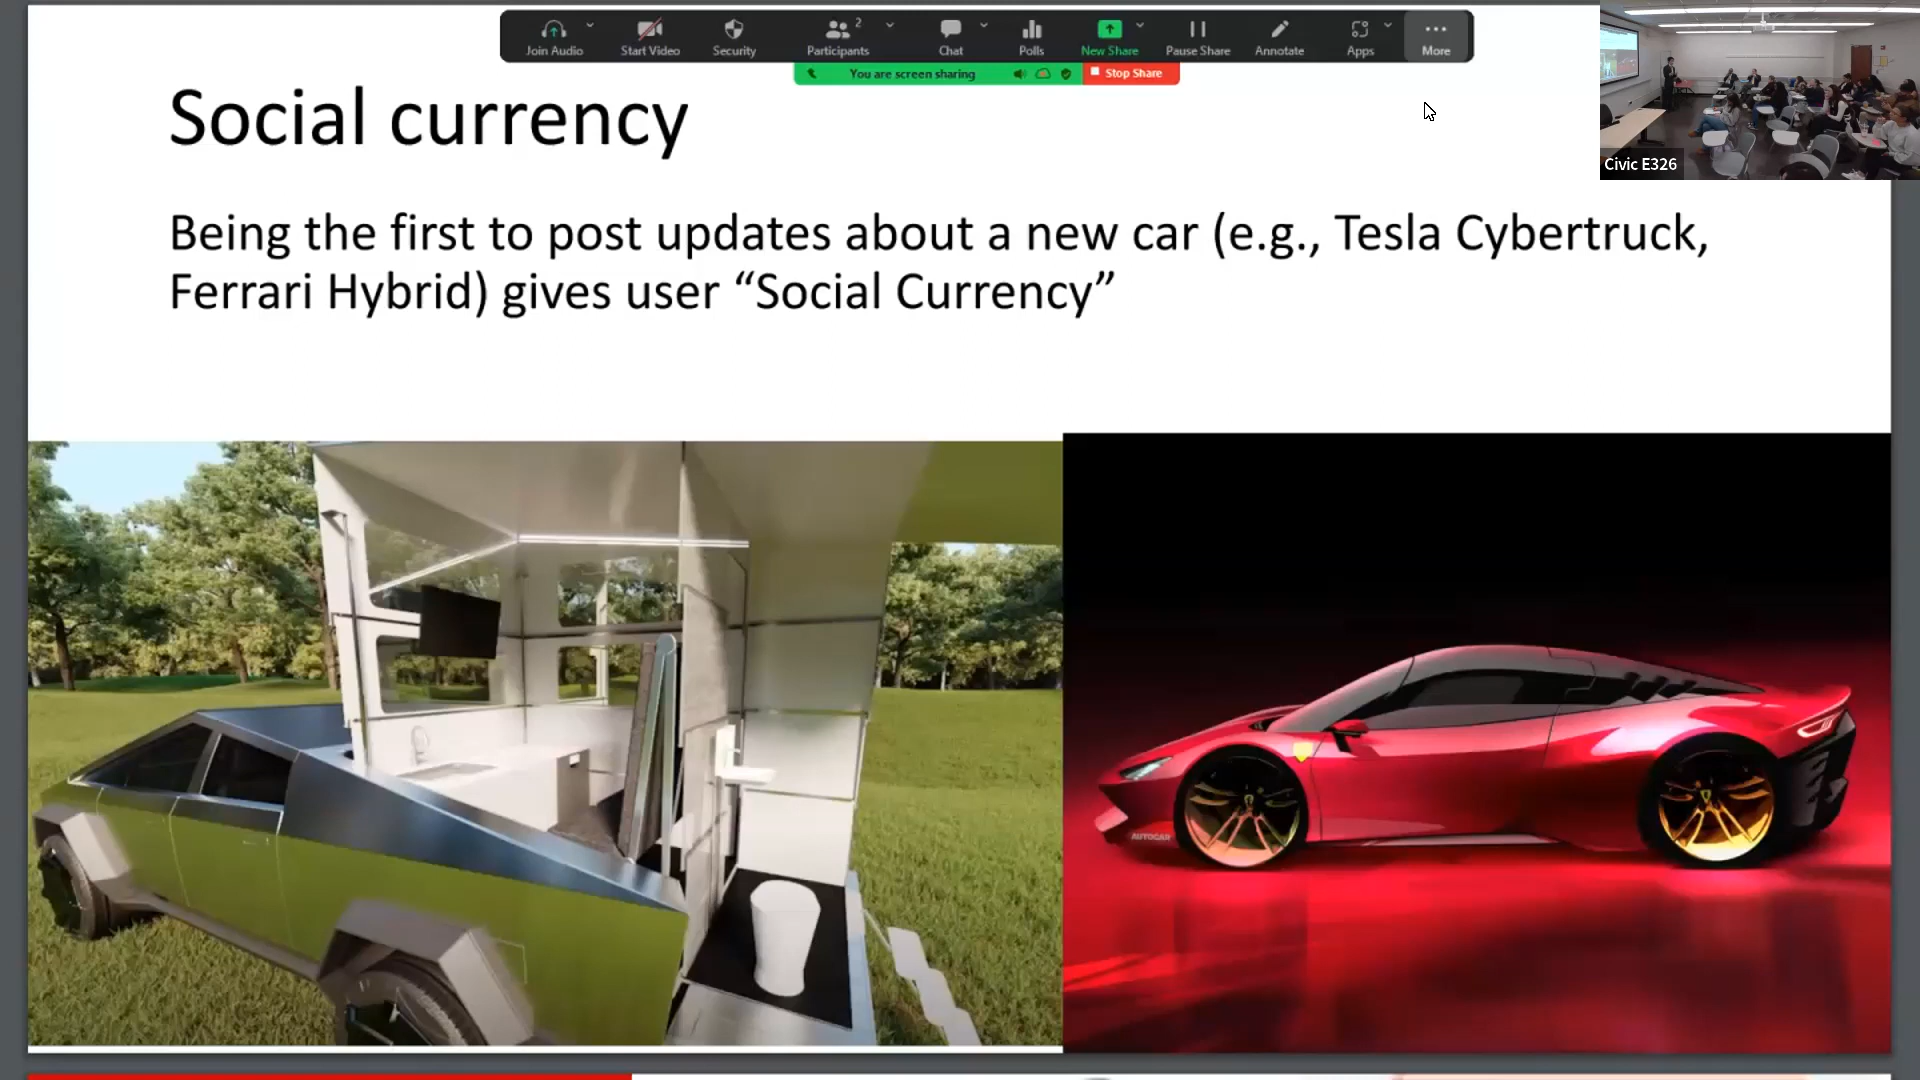 Join Audio
Start Video
Security
Participants
2
Chat
Polls
New Share
Pause Share
Annotate
Apps
More
You are screen sharing
Stop Share
Civic E326
Social currency
Being the first to post updates about a new car (e.g., Tesla Cybertruck,
Ferrari Hybrid) gives user “Social Currency”
AUTOCAR